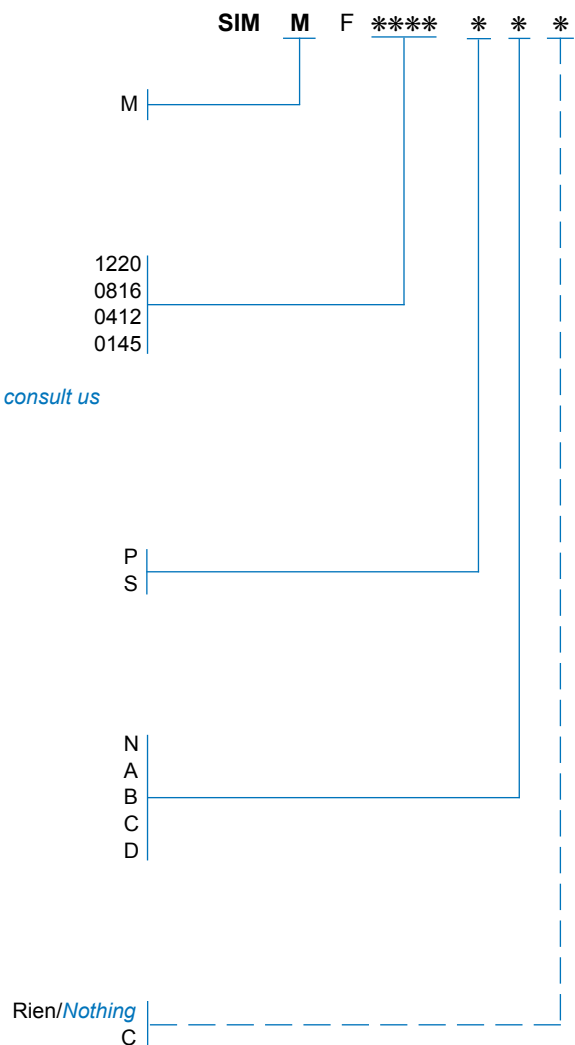 SIM M F ✱✱✱✱ ✱ ✱ ✱
M
1220
0816
0412
0145
consult us
P
S
N
A
B
C
D
Rien/Nothing
C